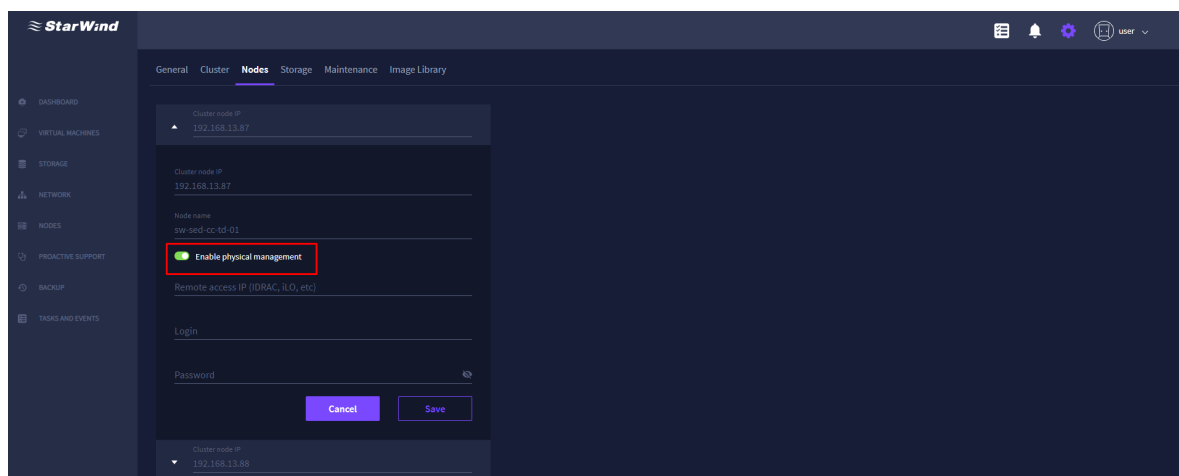 StarWind
user
General Cluster Nodes Storage Maintenance Image Library
DASHBOARD
VIRTUAL MACHINES
STORAGE
NETWORK
NODES
PROACTIVE SUPPORT
BACKUP
TASKS AND EVENTS
Cluster node IP
192.168.13.87
Cluster node IP
192.168.13.87
Node name
sw-sed-cc-td-01
Enable physical management
Remote access IP (IDRAC, iLO, etc)
Login
Password
Cancel Save
Cluster node IP
192.168.13.88